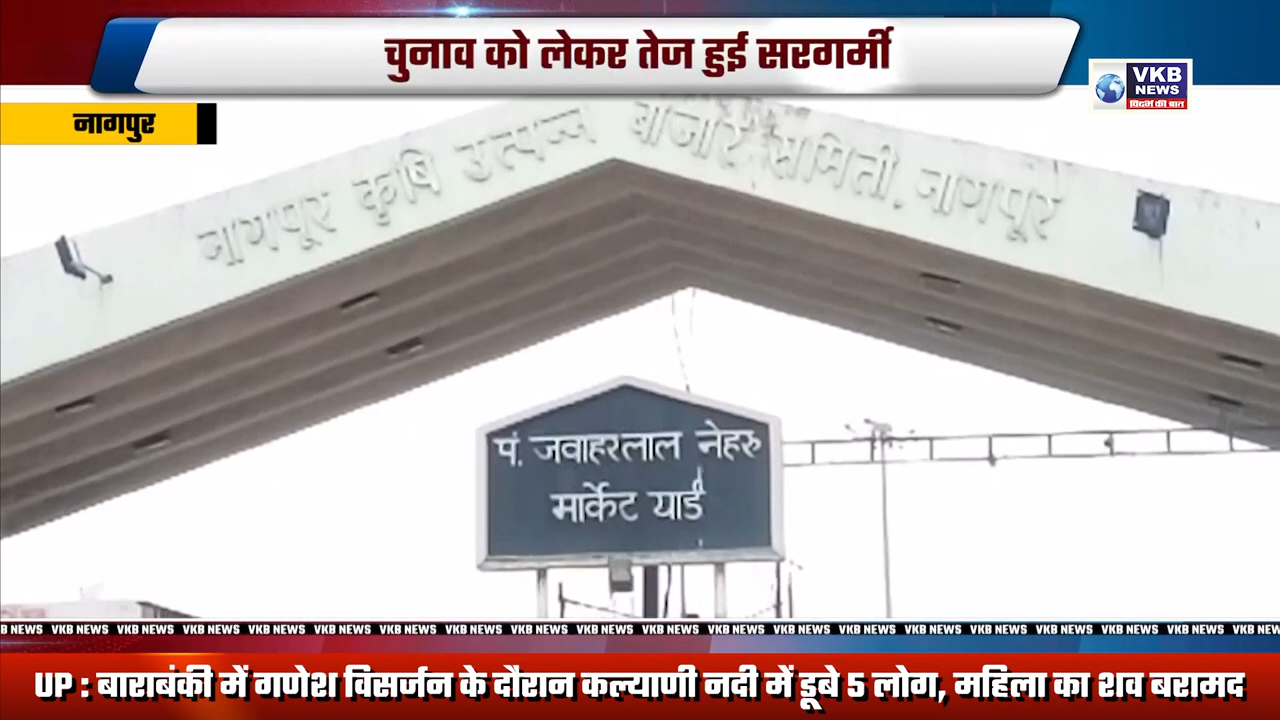 चुनाव को लेकर तेज हुई सरगर्मी
VKB
NEWS
विदर्भ की बात
नागपुर
नागपूर कृषि उत्पन्न बाजार समिती, नागपूर
पं. जवाहरलाल नेहरु
मार्केट यार्ड
B NEWS VKB NEWS VKB NEWS VKB NEWS VKB NEWS VKB NEWS VKB NEWS VKB NEWS VKB NEWS VKB NEWS VKB NEWS VKB NEWS VKB NEWS VKB NEWS VKB NEWS VKB NEWS VKB NEWS VKB NEWS VKB NEWS VKB NEW
UP : बाराबंकी में गणेश विसर्जन के दौरान कल्याणी नदी में डूबे 5 लोग, महिला का शव बरामद